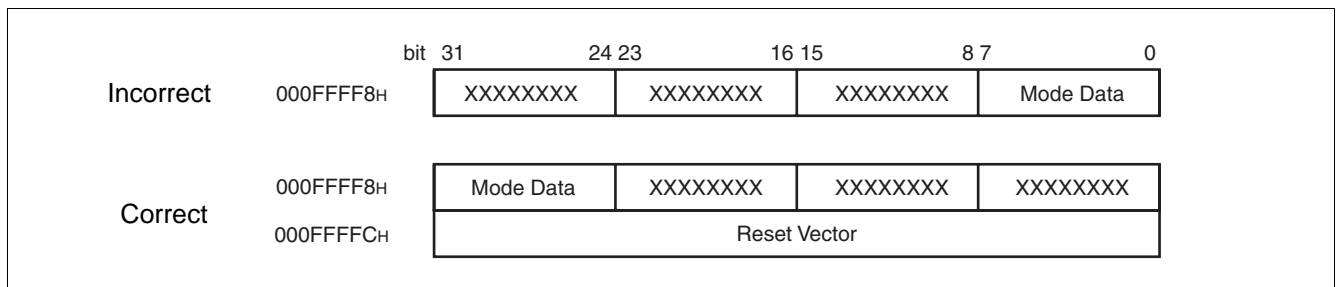 bit 31 24 23 16 15 8 7 0
Incorrect 000FFFF8H XXXXXXXX XXXXXXXX XXXXXXXX Mode Data
000FFFF8H Mode Data XXXXXXXX XXXXXXXX XXXXXXXX
Correct
000FFFFCH Reset Vector